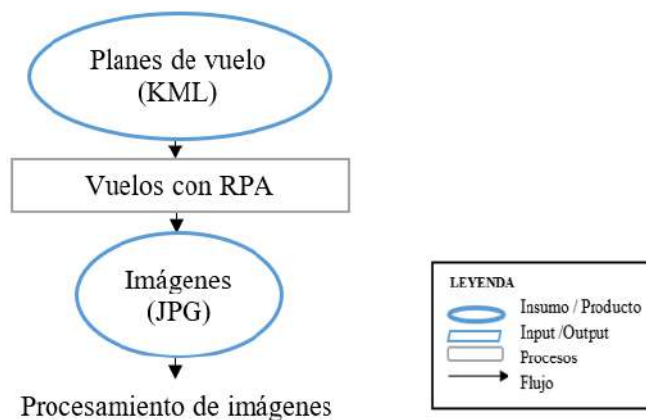 Planes de vuelo
(KML)
Vuelos con RPA
Imágenes
(JPG)
Procesamiento de imágenes
LEYENDA
Insumo / Producto
Input /Output
Procesos
Flujo